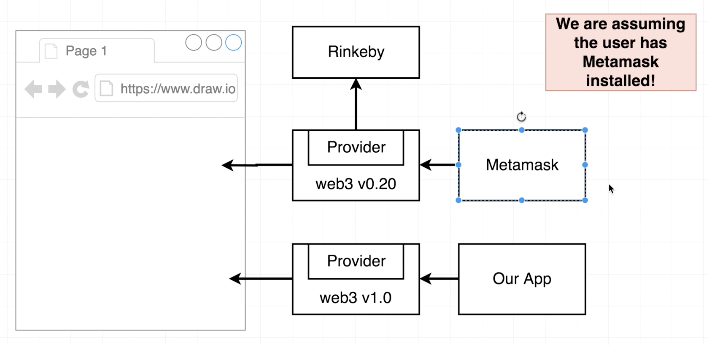 Page 1
https://www.draw.io
Rinkeby
We are assuming
the user has
Metamask
installed!
Provider
web3 v0.20
Metamask
Provider
web3 v1.0
Our App